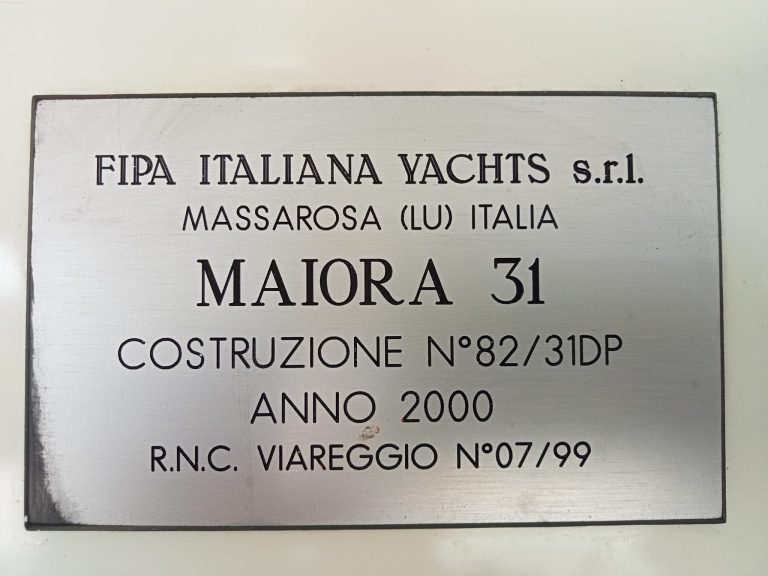 FIPA ITALIANA YACHTS s.r.l.
MASSAROSA (LU) ITALIA
MAIORA 31
COSTRUZIONE N°82/31DP
ANNO 2000
R.N.C. VIAREGGIO N°07/99